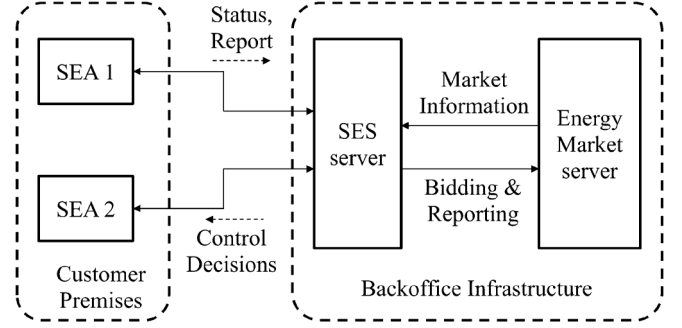 Status,
Report
SEA 1
SEA 2
Control
Decisions
Customer
Premises
SES
server
Market
Information
Bidding &
Reporting
Energy
Market
server
Backoffice Infrastructure